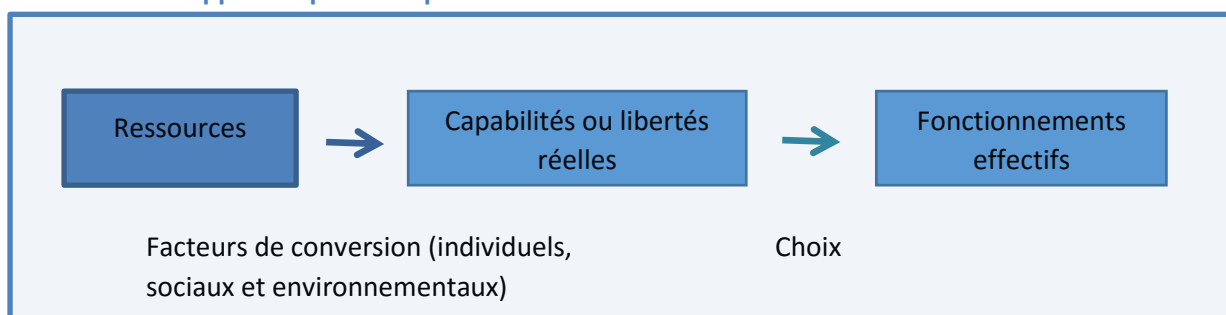 Ressources
Capabilités ou libertés
réelles
Fonctionnements
effectifs
Facteurs de conversion (individuels,
sociaux et environnementaux)
Choix